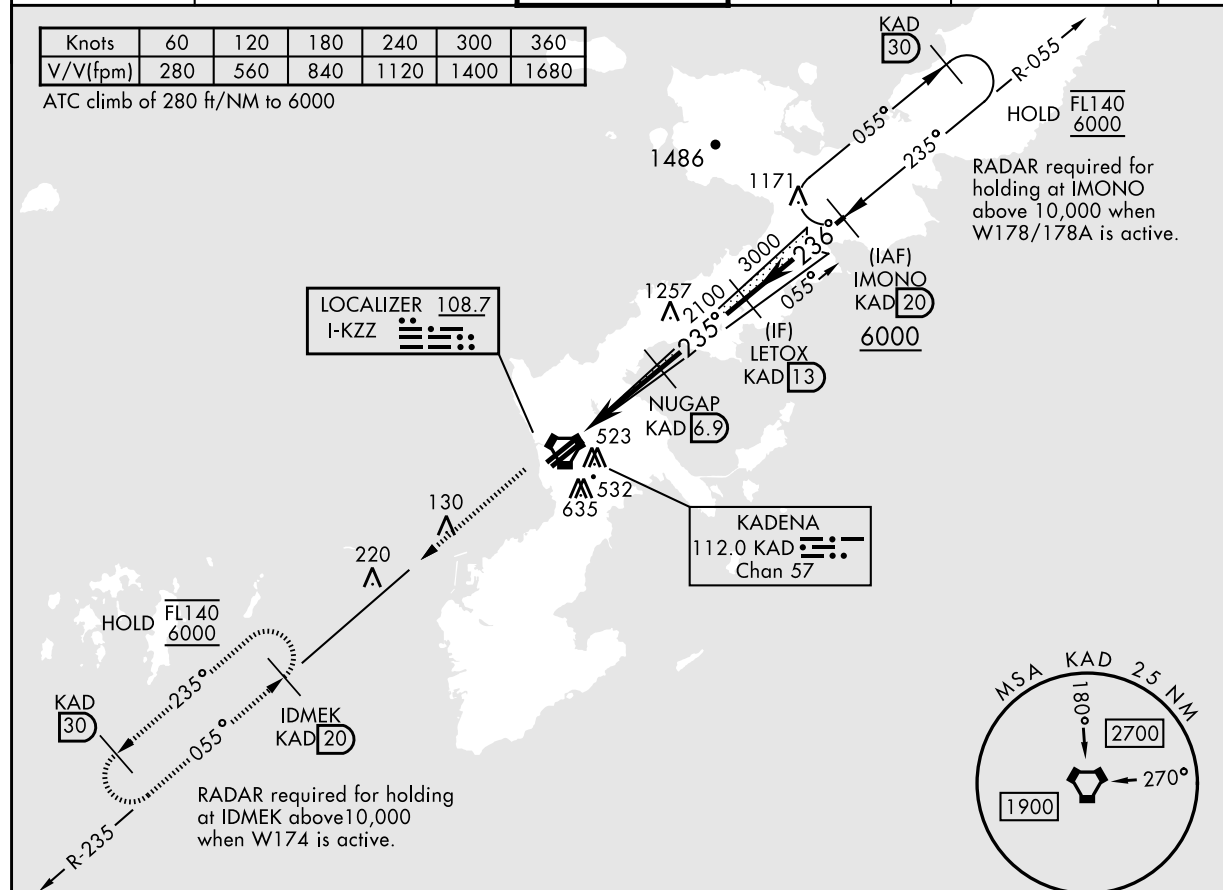 Knots 60 120 180 240 300 360
V/V(fpm) 280 560 840 1120 1400 1680
ATC climb of 280 ft/NM to 6000
KAD
30
R-055
HOLD FL140
6000
055°
235°
1486
1171
RADAR required for
holding at IMONO
above 10,000 when
W178/178A is active.
236°
3000
(IAF)
IMONO
KAD 20
6000
055°
1257
2100
235°
(IF)
LETOX
KAD 13
LOCALIZER 108.7
I-KZZ
NUGAP
KAD 6.9
523
532
635
KADENA
112.0 KAD
Chan 57
130
220
HOLD FL140
6000
235°
KAD
30
055°
IDMEK
KAD 20
RADAR required for holding
at IDMEK above10,000
when W174 is active.
R-235
MSA KAD 25 NM
180°
2700
270°
1900